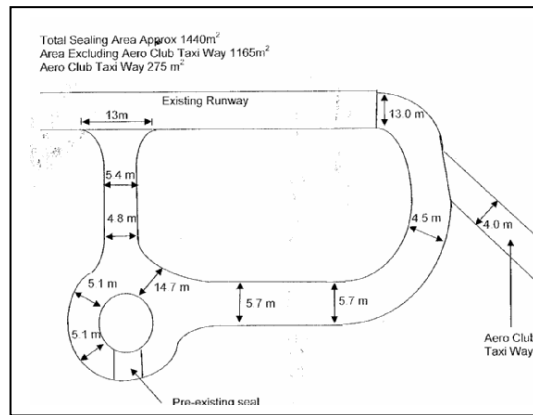 Total Sealing Area Approx 1440m²
Area Excluding Aero Club Taxi Way 1165m²
Aero Club Taxi Way 275 m²
Existing Runway
13m
13.0 m
5.4 m
4.8 m
4.0 m
4.5 m
5.1 m
14.7 m
5.7 m
5.7 m
5.1 m
Aero Club
Taxi Way
Pre-existing seal